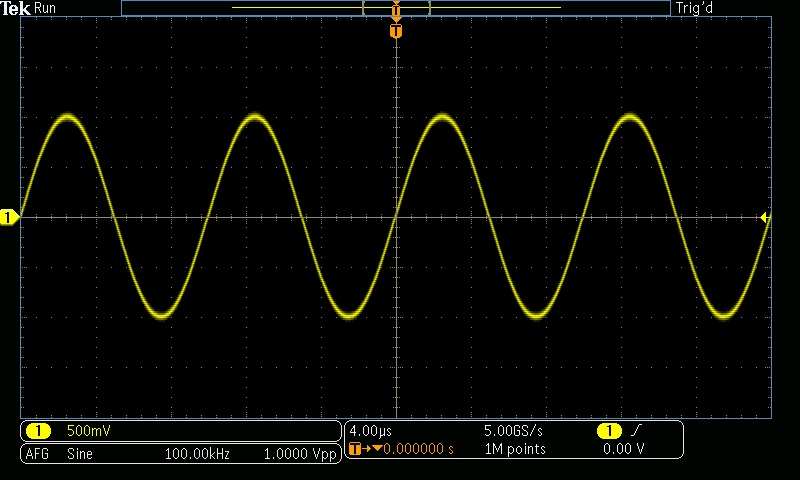 Tek Run Trig'd
T
T
1
1 500mV
AFG Sine 100.00kHz 1.0000 Vpp
4.00µs 5.00GS/s 1
T→▼0.000000 s 1M points 0.00 V